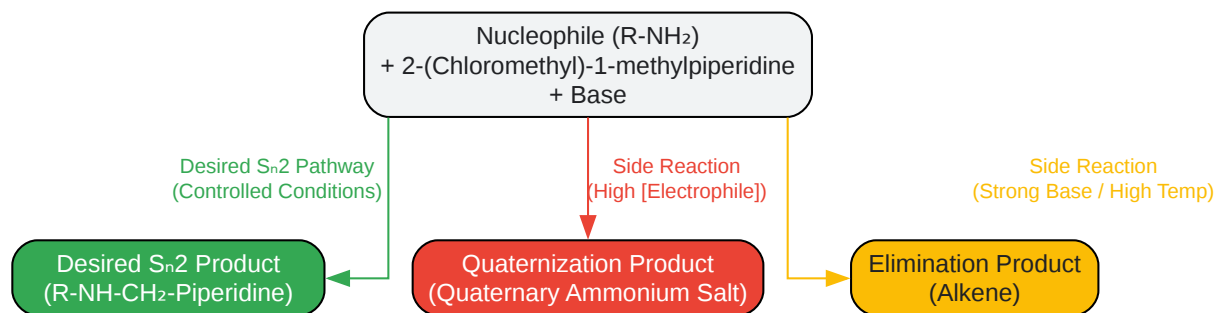 Nucleophile (R-NH₂)
+ 2-(Chloromethyl)-1-methylpiperidine
+ Base
Desired Sₙ2 Pathway
(Controlled Conditions)
Side Reaction
(High [Electrophile])
Side Reaction
(Strong Base / High Temp)
Desired Sₙ2 Product
(R-NH-CH₂-Piperidine)
Quaternization Product
(Quaternary Ammonium Salt)
Elimination Product
(Alkene)